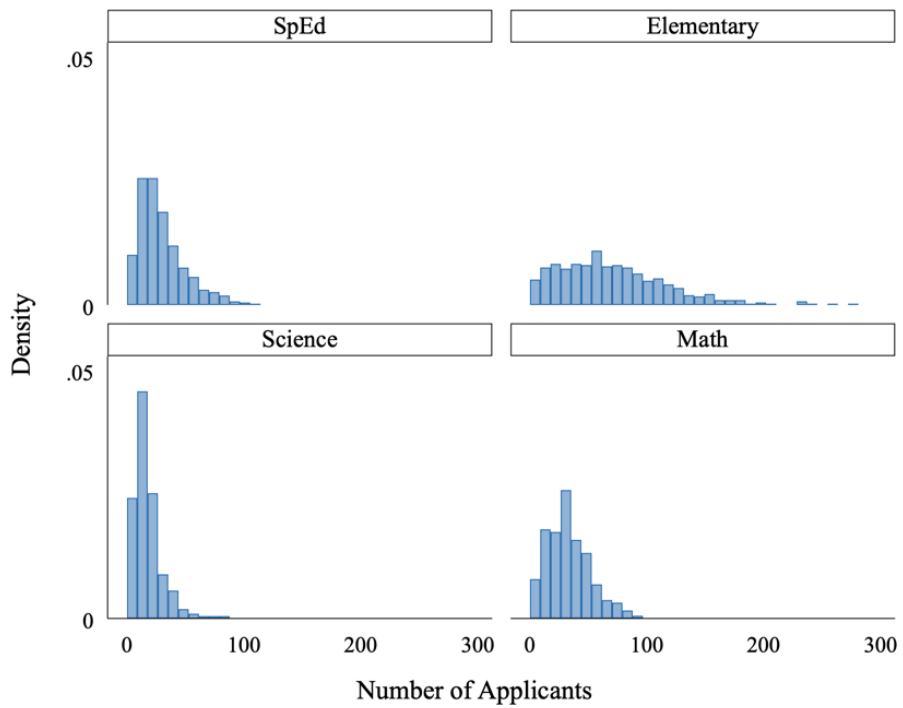 SpEd
Elementary
.05
0
Science
Math
.05
0
0
100
200
300
0
100
200
300
Density
Number of Applicants